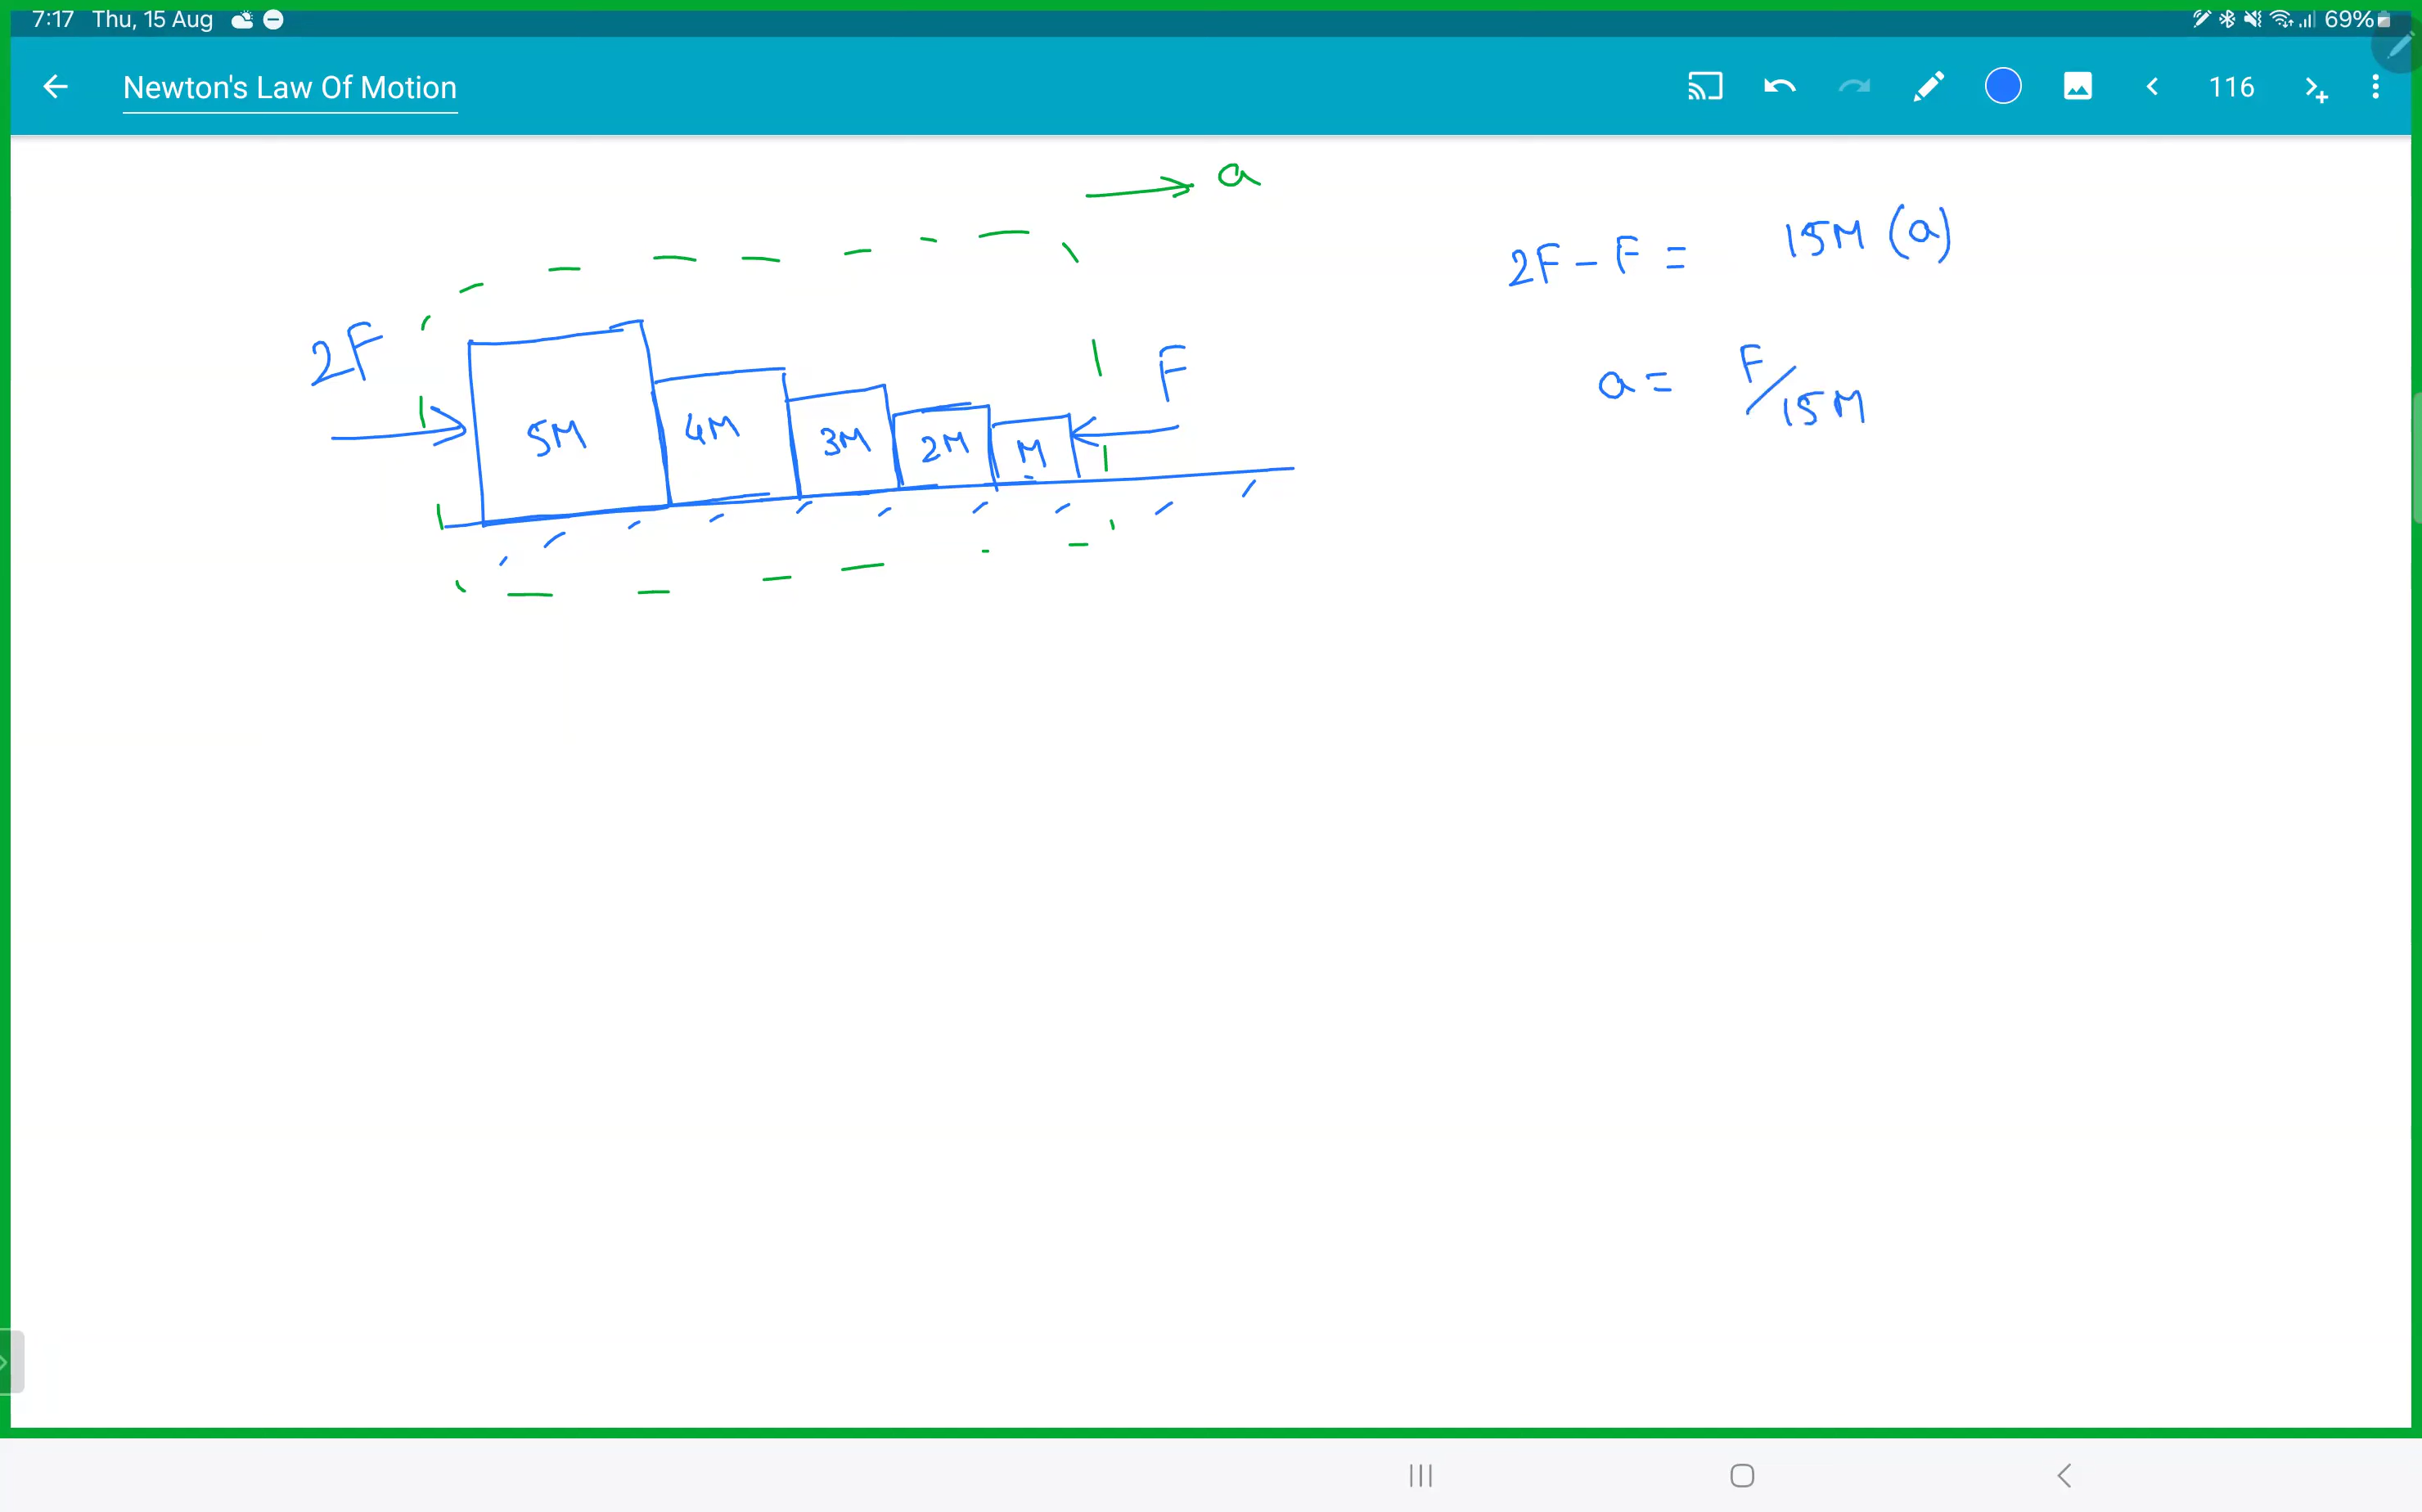 7:17 Thu, 15 Aug 69%
Newton's Law Of Motion 116
a
2F - F = 15M (a)
2F F
a = F/15M
5M 4M 3M 2M M